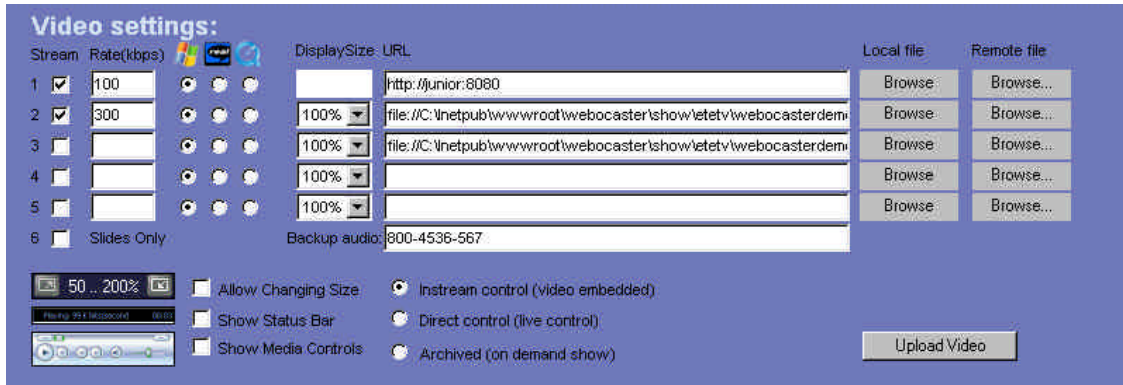 Video settings:
Stream Rate(kbps) real DisplaySize URL Local file Remote file
1 100 http://junior:8080 Browse Browse...
2 300 100% file://C:\Inetpub\wwwroot\webocaster\show\etetv\webocasterdem Browse Browse...
3 100% file://C:\Inetpub\wwwroot\webocaster\show\etetv\webocasterdem Browse Browse...
4 100% Browse Browse...
5 100% Browse Browse...
6 Slides Only Backup audio: 800-4536-567
50 .. 200% Allow Changing Size Instream control (video embedded)
Show Status Bar Direct control (live control)
Show Media Controls Archived (on demand show) Upload Video